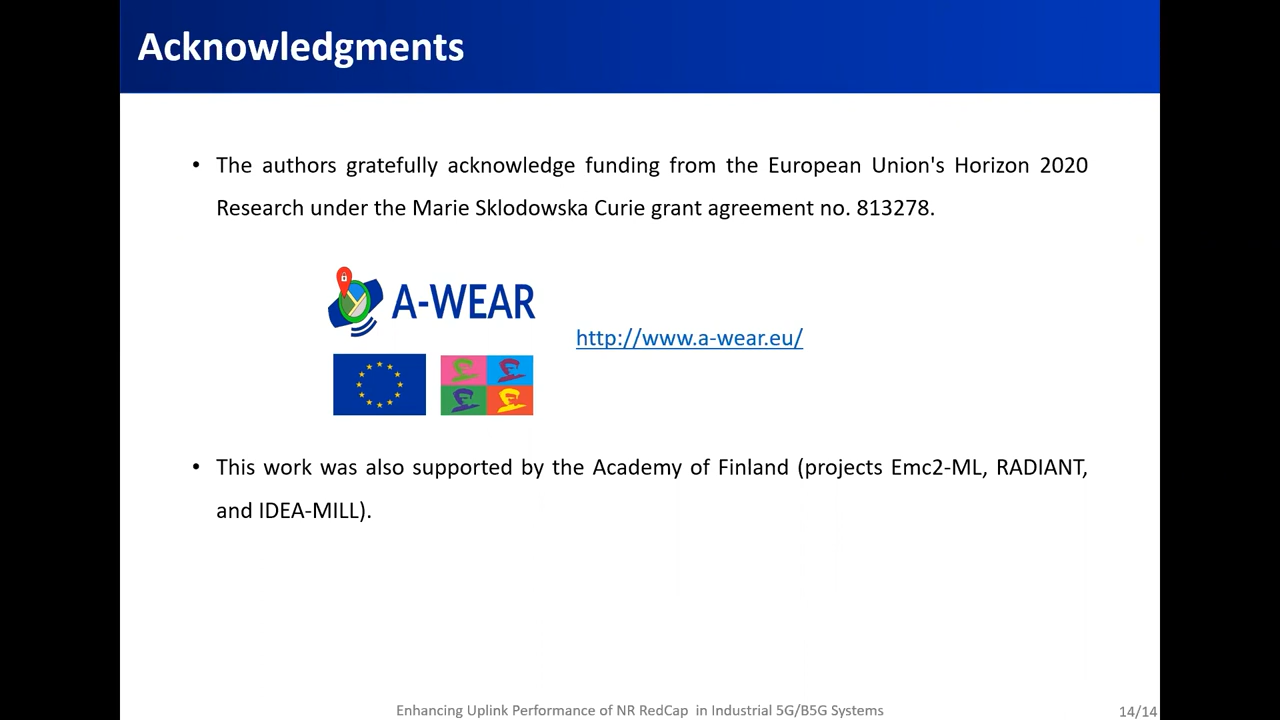 Acknowledgments
• The authors gratefully acknowledge funding from the European Union's Horizon 2020
Research under the Marie Sklodowska Curie grant agreement no. 813278.
A-WEAR
http://www.a-wear.eu/
• This work was also supported by the Academy of Finland (projects Emc2-ML, RADIANT,
and IDEA-MILL).
Enhancing Uplink Performance of NR RedCap in Industrial 5G/B5G Systems
14/14